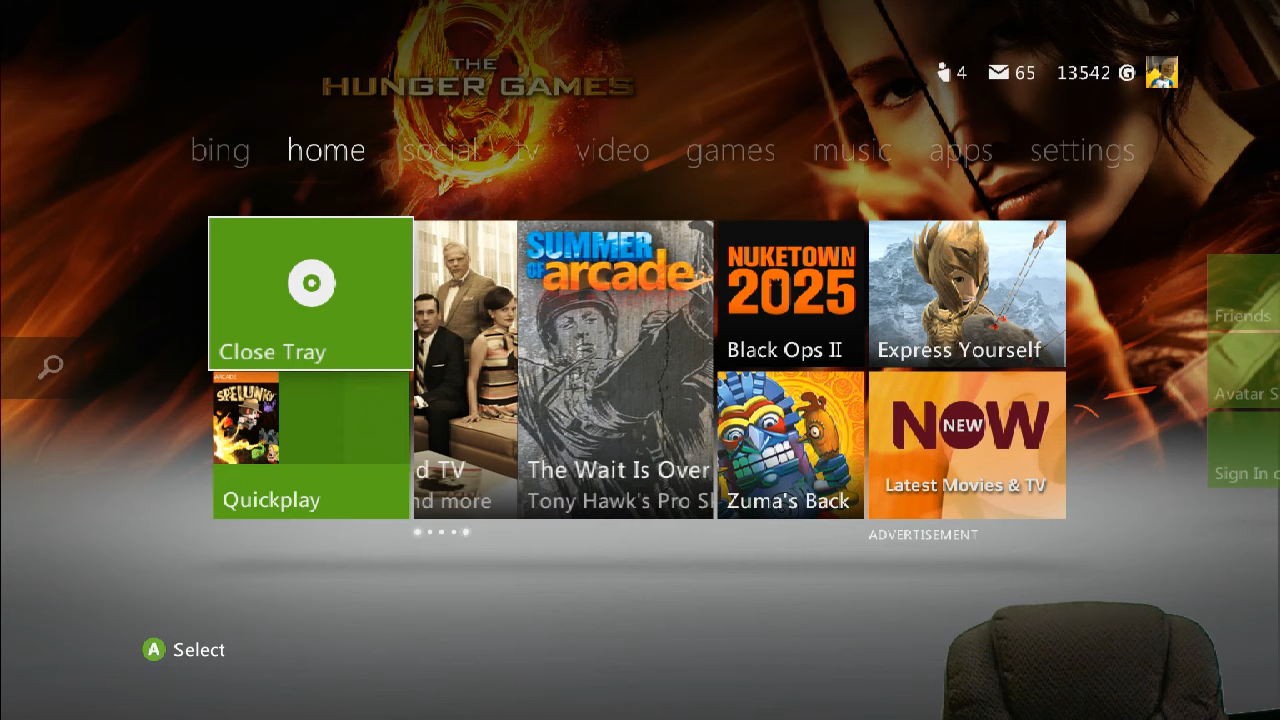 THE
HUNGER GAMES
4 65 13542 G
bing home social tv video games music apps settings
Close Tray
ARCADE
SPELUNKY
Quickplay
d TV
nd more
SUMMER
OF arcade
The Wait Is Over
Tony Hawk's Pro Sk
NUKETOWN
2025
Black Ops II
Zuma's Back
Express Yourself
NOW
NEW
Latest Movies & TV
ADVERTISEMENT
Friends
Avatar S
Sign In o
A Select